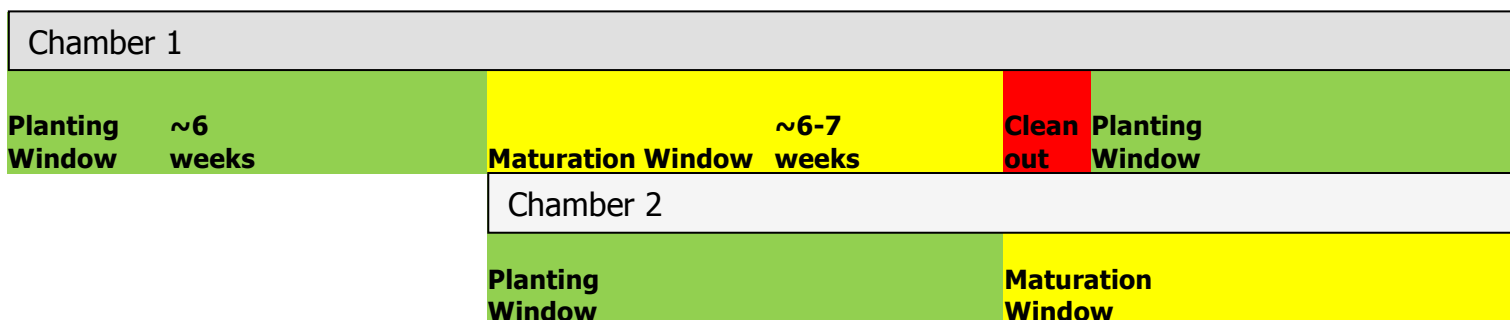 Chamber 1
Planting ~6 ~6-7 Clean Planting
Window weeks Maturation Window weeks out Window
Chamber 2
Planting Maturation
Window Window